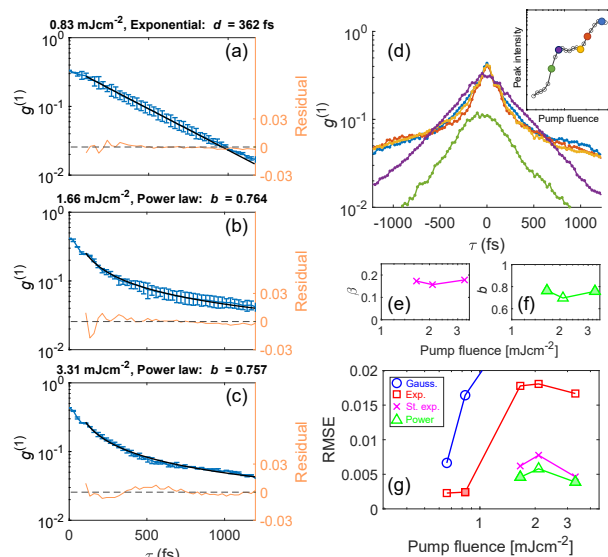 0.83 mJcm⁻², Exponential: d = 362 fs
(a)
g⁽¹⁾
10⁰
10⁻¹
10⁻²
0.03
0
-0.03
Residual
1.66 mJcm⁻², Power law: b = 0.764
(b)
g⁽¹⁾
10⁰
10⁻¹
10⁻²
0.03
0
-0.03
Residual
3.31 mJcm⁻², Power law: b = 0.757
(c)
g⁽¹⁾
10⁰
10⁻¹
10⁻²
0.03
0
-0.03
Residual
0 500 1000
τ (fs)
(d)
g⁽¹⁾
10⁰
10⁻¹
10⁻²
-1000 -500 0 500 1000
τ (fs)
Peak intensity
Pump fluence
(e)
β
0.2
0.1
0
1 2 3
(f)
b
1
0.8
0.6
0.4
1 2 3
Pump fluence [mJcm⁻²]
Gauss.
Exp.
St. exp.
Power
(g)
RMSE
0.02
0.015
0.01
0.005
0
1 2 3
Pump fluence [mJcm⁻²]